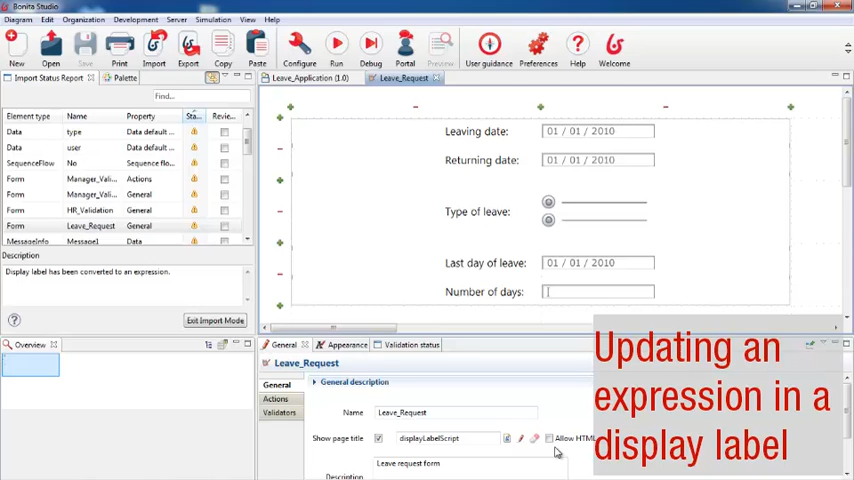 Bonita Studio
Diagram Edit Organization Development Server Simulation View Help
New Open Save Print Import Export Copy Paste Configure Run Debug Portal Preview User guidance Preferences Help Welcome
Import Status Report Palette
Leave_Application (1.0) Leave_Request
Find...
Element type Name Property Sta... Revie...
Data type Data default ...
Data user Data default ...
SequenceFlow No Sequence flo...
Form Manager_Vali... Actions
Form Manager_Vali... General
Form HR_Validation General
Form Leave_Request General
MessageInfo Message1 Data
Description
Display label has been converted to an expression.
Exit Import Mode
Leaving date: 01 / 01 / 2010
Returning date: 01 / 01 / 2010
Type of leave:
Last day of leave: 01 / 01 / 2010
Number of days:
Overview
General Appearance Validation status
Leave_Request
General
Actions
Validators
General description
Name Leave_Request
Show page title displayLabelScript Allow HTML
Description Leave request form
Updating an
expression in a
display label